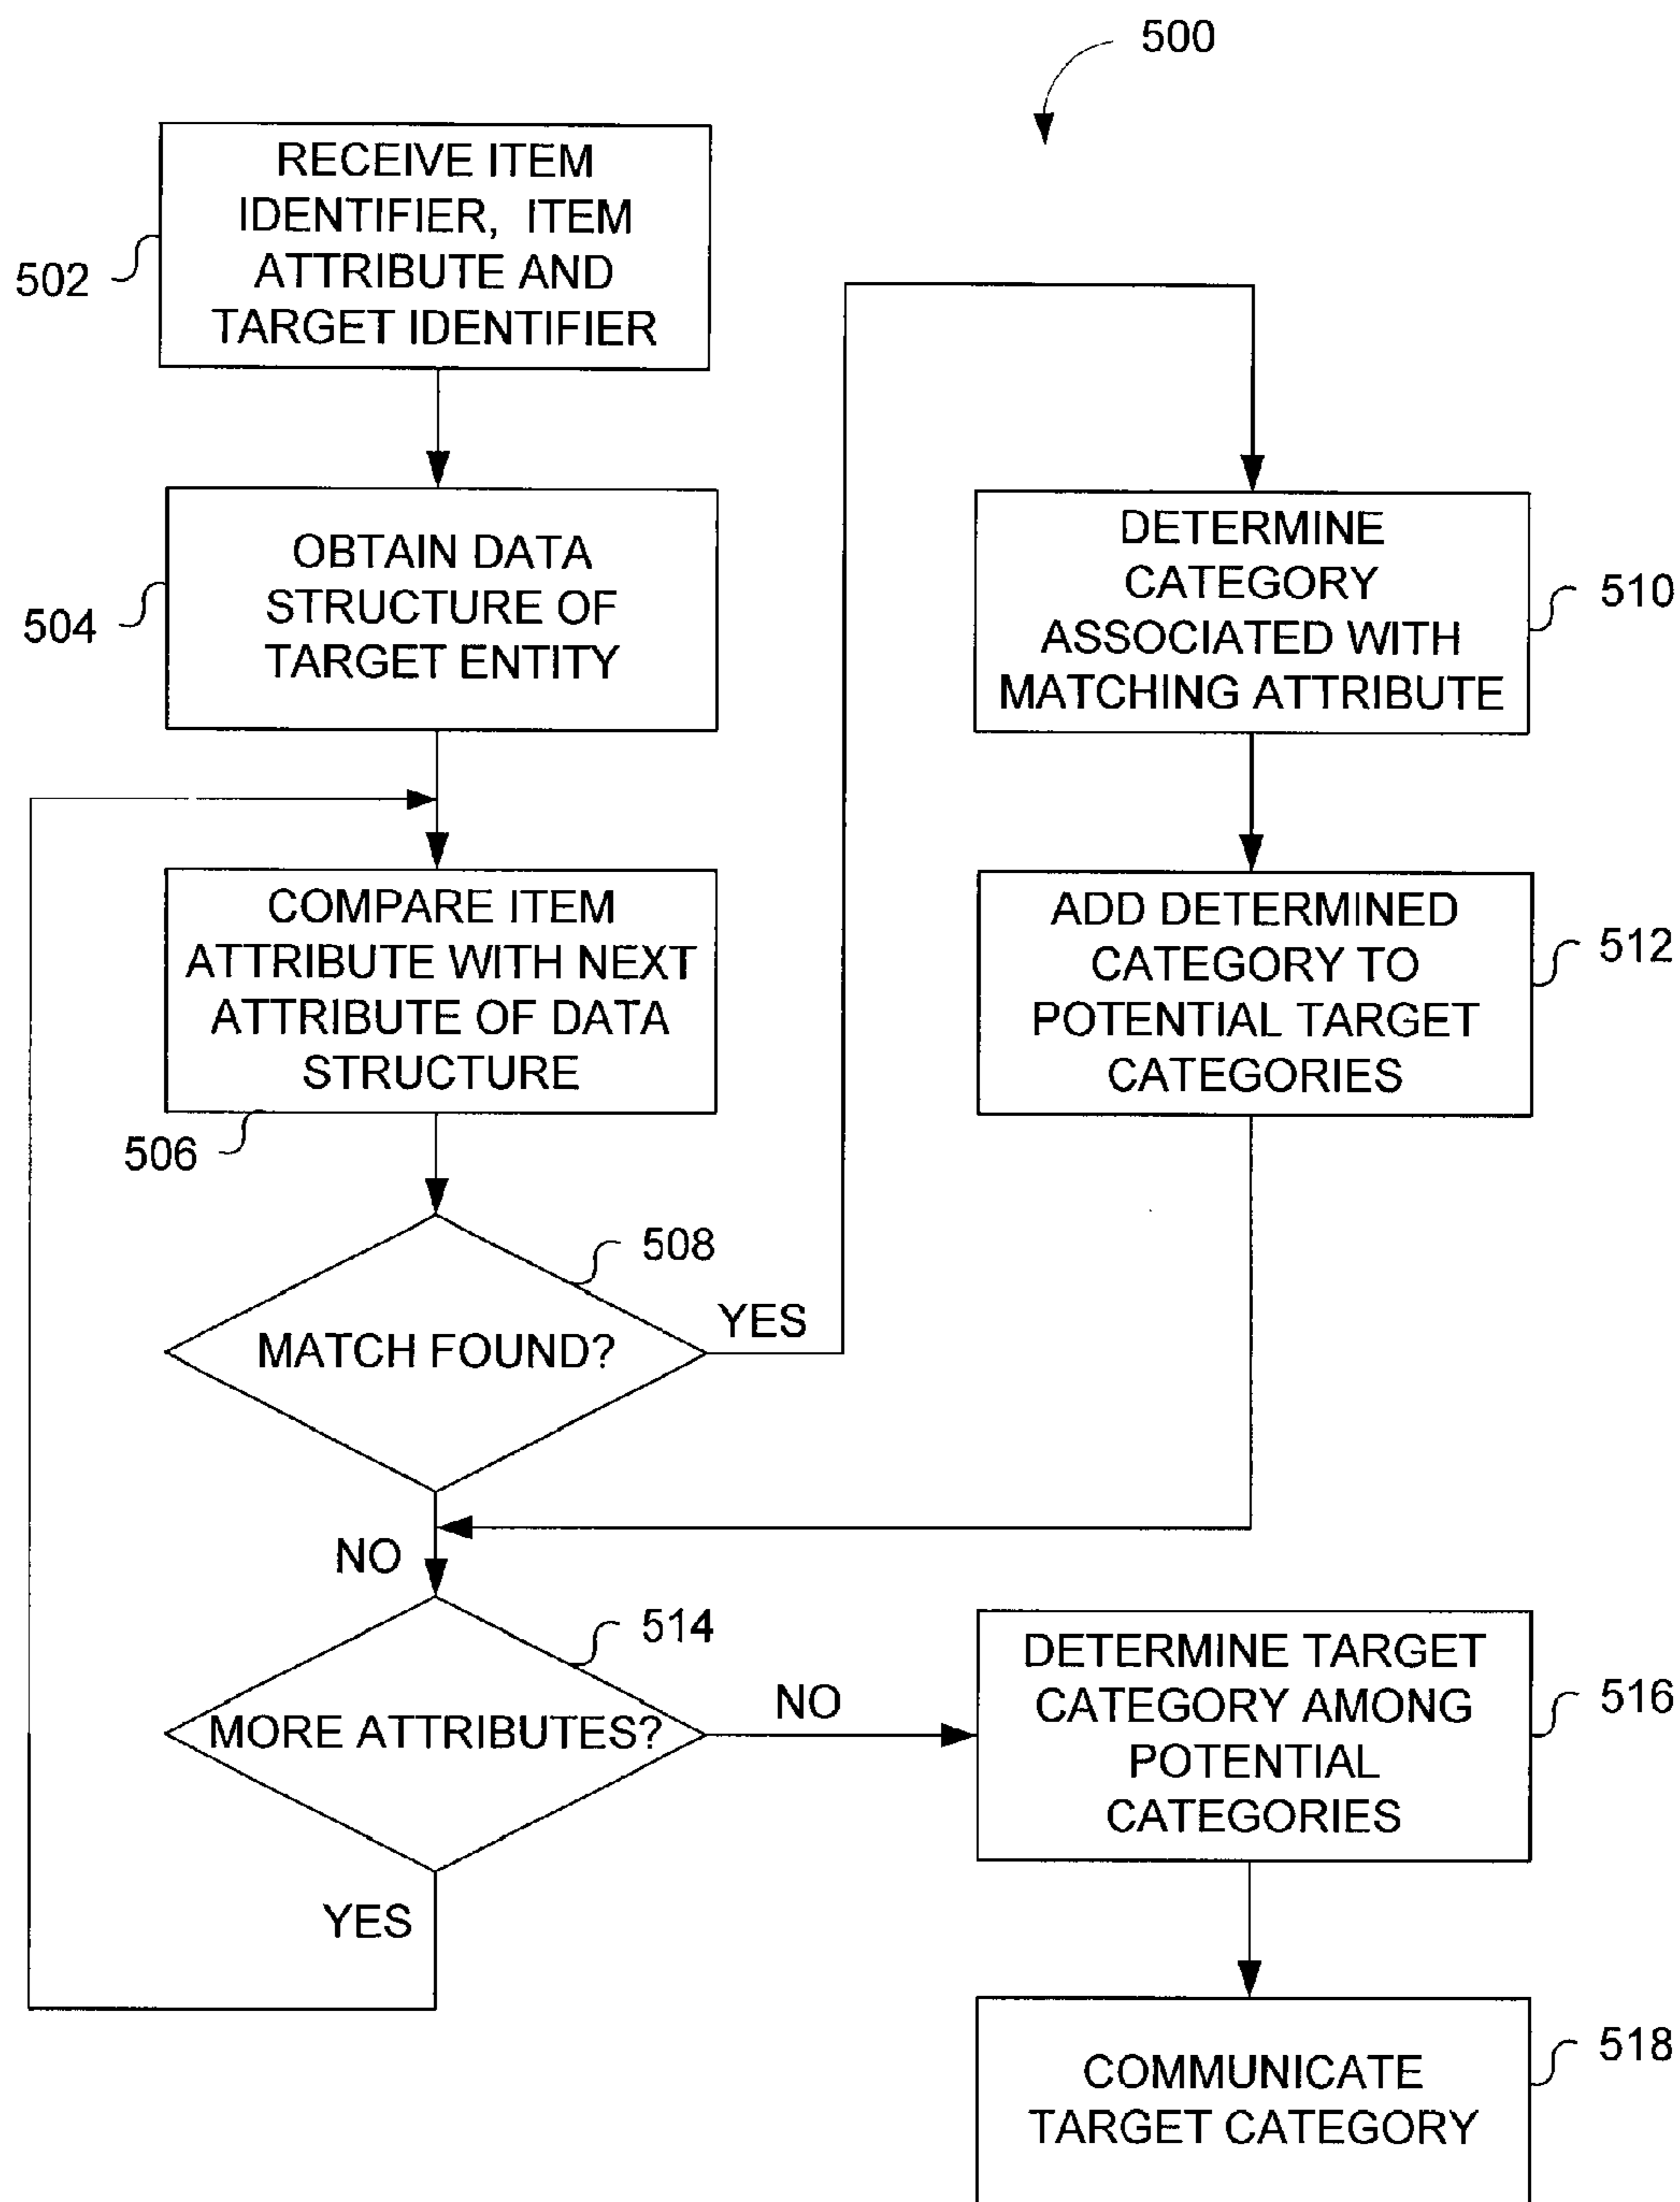 500
RECEIVE ITEM
IDENTIFIER, ITEM
ATTRIBUTE AND
TARGET IDENTIFIER
502
OBTAIN DATA
STRUCTURE OF
TARGET ENTITY
504
COMPARE ITEM
ATTRIBUTE WITH NEXT
ATTRIBUTE OF DATA
STRUCTURE
506
MATCH FOUND?
508
YES
NO
DETERMINE
CATEGORY
ASSOCIATED WITH
MATCHING ATTRIBUTE
510
ADD DETERMINED
CATEGORY TO
POTENTIAL TARGET
CATEGORIES
512
MORE ATTRIBUTES?
514
NO
YES
DETERMINE TARGET
CATEGORY AMONG
POTENTIAL
CATEGORIES
516
COMMUNICATE
TARGET CATEGORY
518